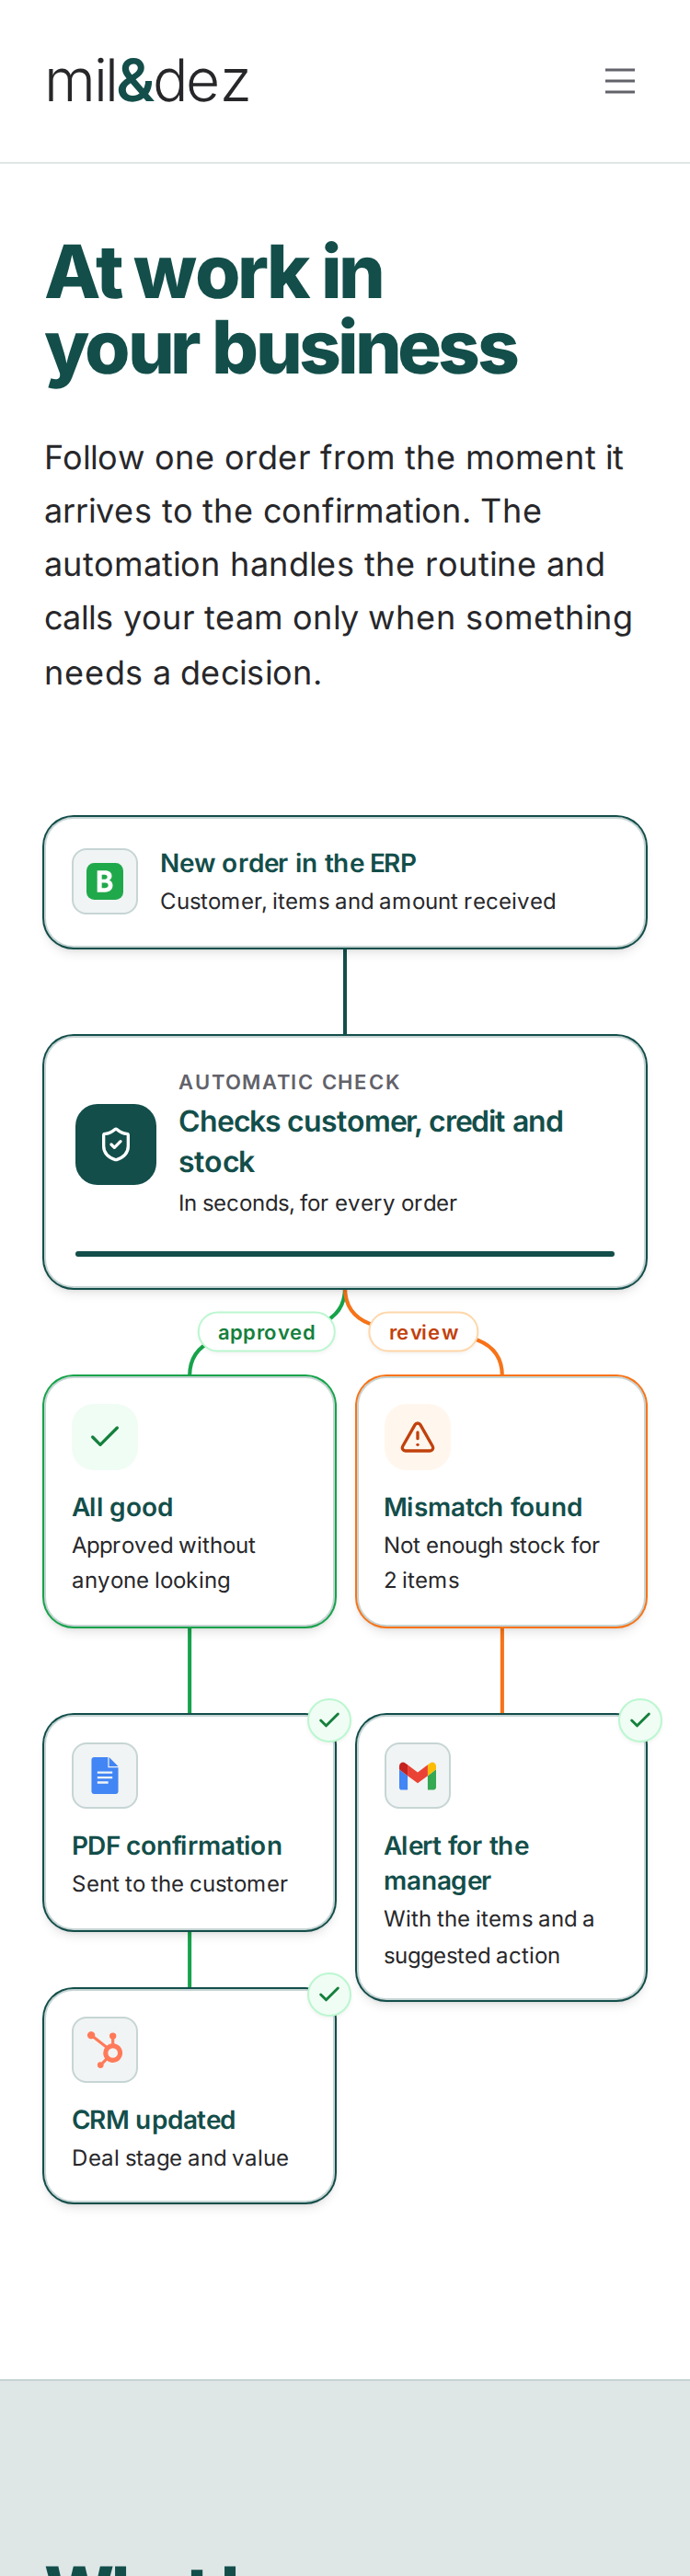 mil&dez
At work in
your business
Follow one order from the moment it
arrives to the confirmation. The
automation handles the routine and
calls your team only when something
needs a decision.
B
New order in the ERP
Customer, items and amount received
AUTOMATIC CHECK
Checks customer, credit and
stock
In seconds, for every order
approved
review
All good
Approved without
anyone looking
Mismatch found
Not enough stock for
2 items
PDF confirmation
Sent to the customer
Alert for the
manager
With the items and a
suggested action
CRM updated
Deal stage and value